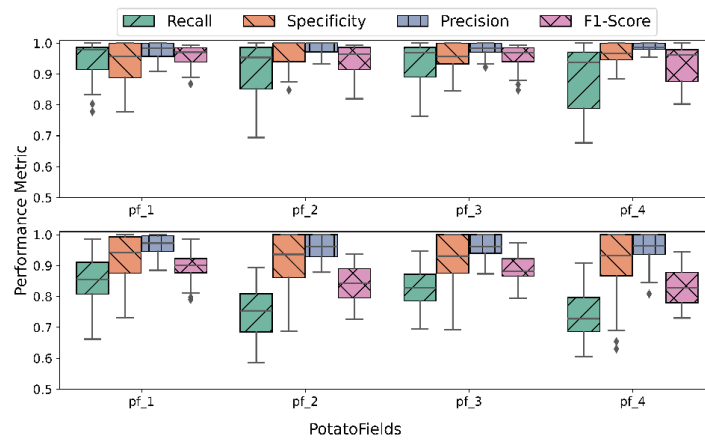 Recall Specificity Precision F1-Score
Performance Metric
1.0
0.9
0.8
0.7
0.6
0.5
pf_1 pf_2 pf_3 pf_4
1.0
0.9
0.8
0.7
0.6
0.5
pf_1 pf_2 pf_3 pf_4
PotatoFields